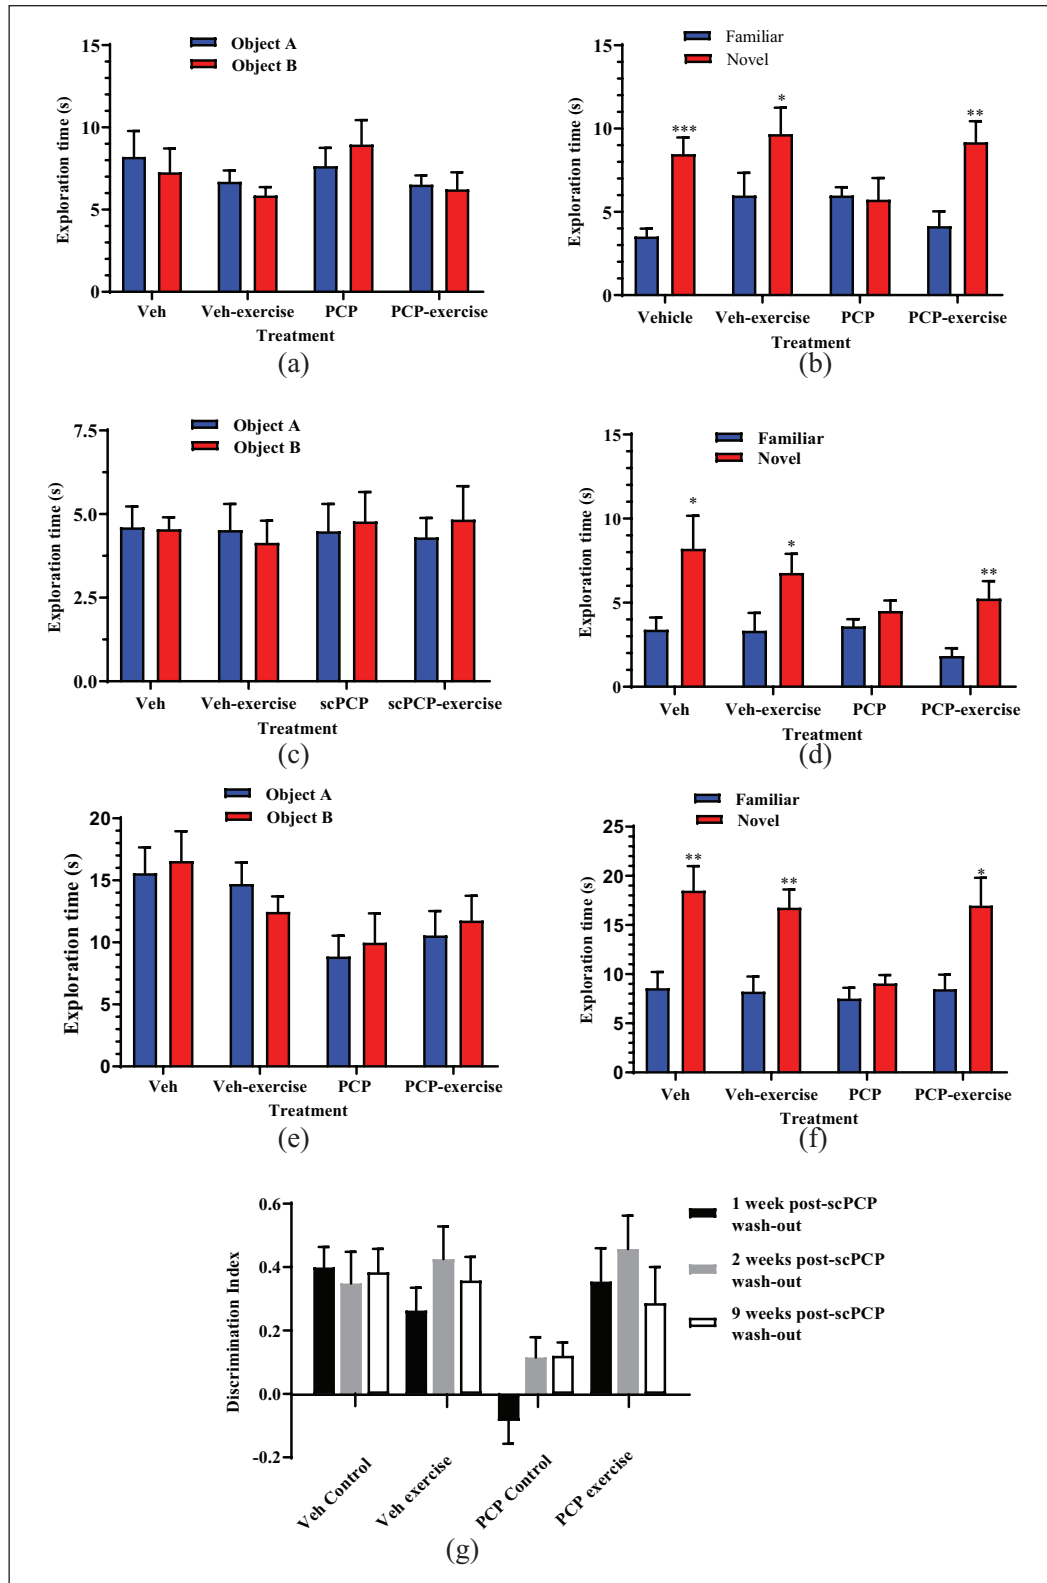 Object A
Object B
Exploration time (s)
15
10
5
0
Veh Veh-exercise PCP PCP-exercise
Treatment
(a)
Familiar
Novel
Exploration time (s)
15
10
5
0
*** * **
Vehicle Veh-exercise PCP PCP-exercise
Treatment
(b)
Object A
Object B
Exploration time (s)
7.5
5.0
2.5
0.0
Veh Veh-exercise scPCP scPCP-exercise
Treatment
(c)
Familiar
Novel
Exploration time (s)
15
10
5
0
* * **
Veh Veh-exercise PCP PCP-exercise
Treatment
(d)
Object A
Object B
Exploration time (s)
20
15
10
5
0
Veh Veh-exercise PCP PCP-exercise
Treatment
(e)
Familiar
Novel
Exploration time (s)
25
20
15
10
5
0
** ** *
Veh Veh-exercise PCP PCP-exercise
Treatment
(f)
Discrimination Index
0.6
0.4
0.2
0.0
-0.2
1 week post-scPCP
wash-out
2 weeks post-scPCP
wash-out
9 weeks post-scPCP
wash-out
Veh Control
Veh exercise
PCP Control
PCP exercise
(g)